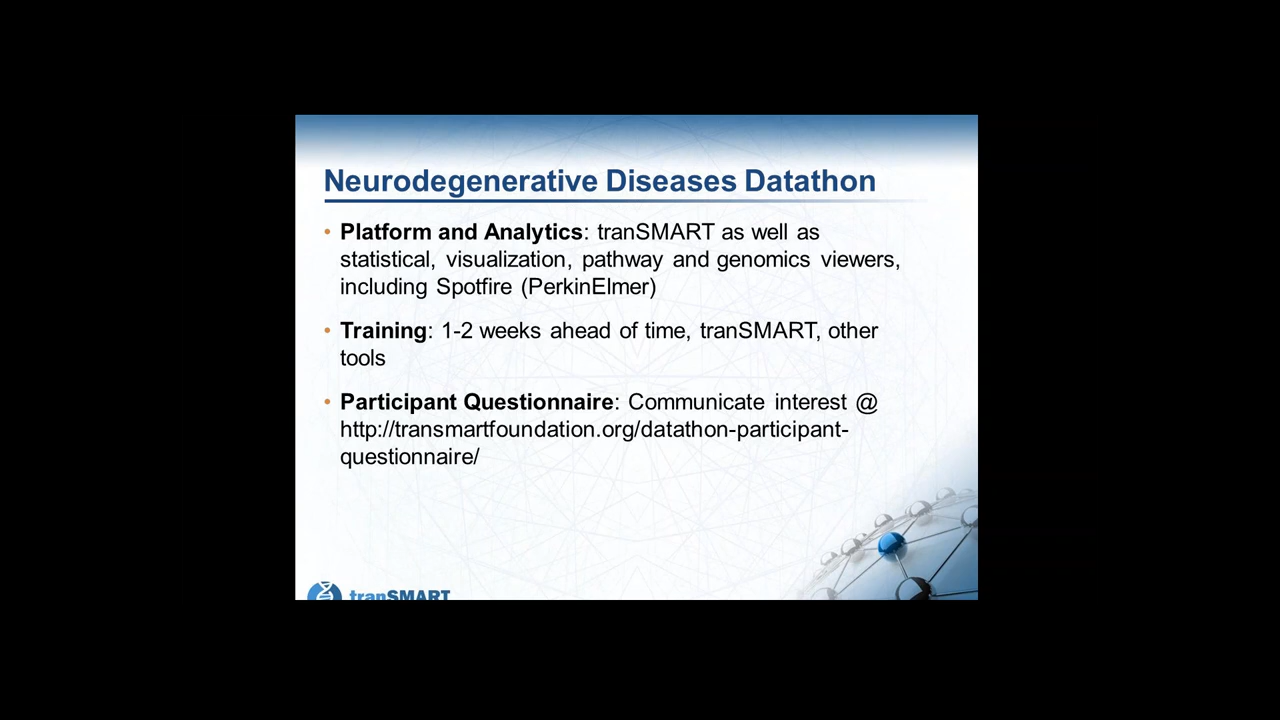 Neurodegenerative Diseases Datathon
• Platform and Analytics: tranSMART as well as
statistical, visualization, pathway and genomics viewers,
including Spotfire (PerkinElmer)
• Training: 1-2 weeks ahead of time, tranSMART, other
tools
• Participant Questionnaire: Communicate interest @
http://transmartfoundation.org/datathon-participant-
questionnaire/
tranSMART